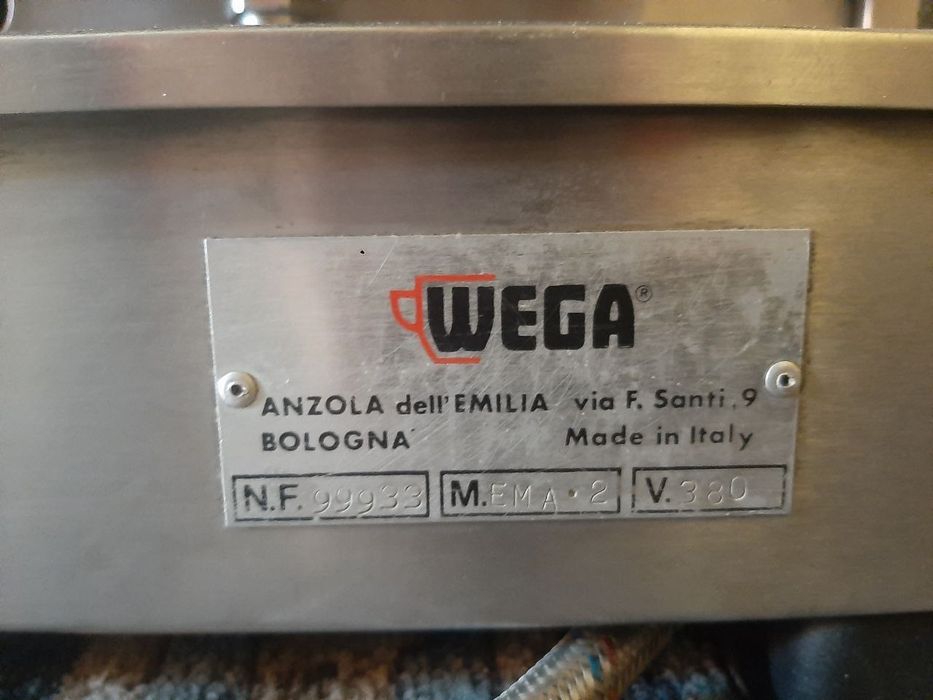 WEGA®
ANZOLA dell'EMILIA via F. Santi, 9
BOLOGNA Made in Italy
N.F. 99933 M. EMA·2 V. 380